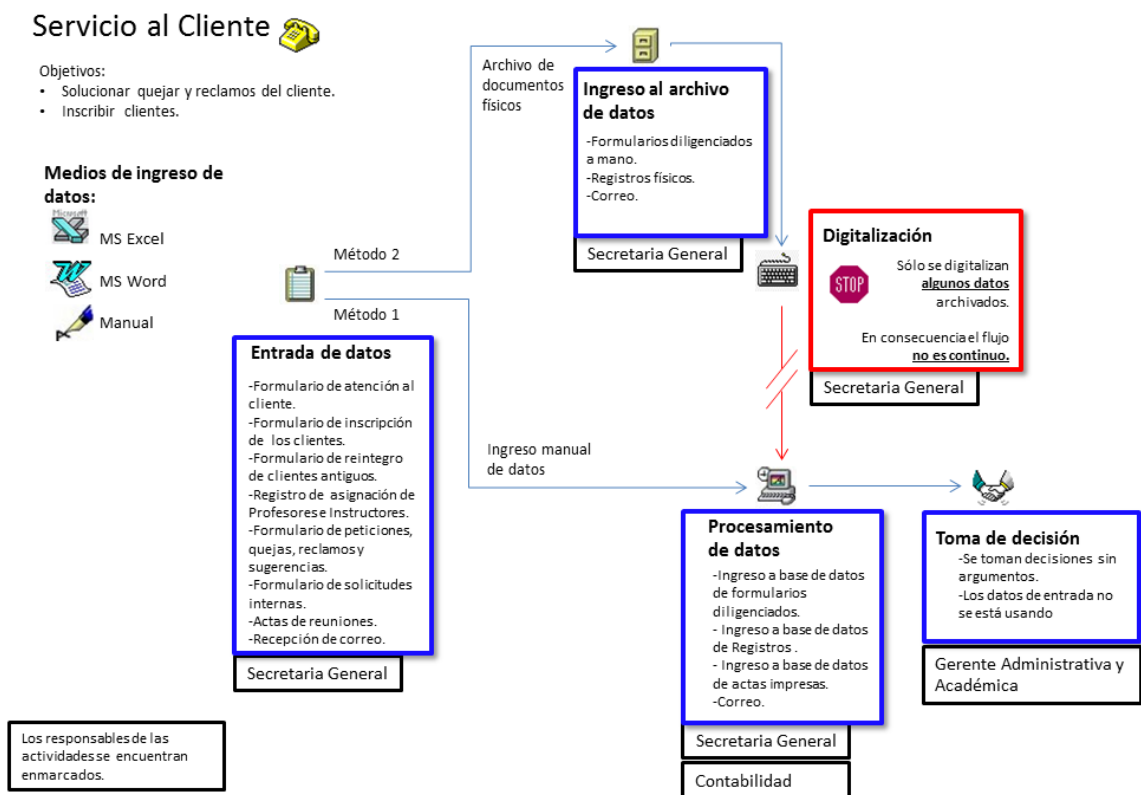 Servicio al Cliente
Objetivos:
• Solucionar quejar y reclamos del cliente.
• Inscribir clientes.
Medios de ingreso de
datos:
Microsoft
MS Excel
MS Word
Manual
Método 2
Método 1
Archivo de
documentos
físicos
Ingreso al archivo
de datos
-Formularios diligenciados
a mano.
-Registros físicos.
-Correo.
Secretaria General
Digitalización
STOP
Sólo se digitalizan
algunos datos
archivados.
En consecuencia el flujo
no es continuo.
Secretaria General
Entrada de datos
-Formulario de atención al
cliente.
-Formulario de inscripción
de los clientes.
-Formulario de reintegro
de clientes antiguos.
-Registro de asignación de
Profesores e Instructores.
-Formulario de peticiones,
quejas, reclamos y
sugerencias.
-Formulario de solicitudes
internas.
-Actas de reuniones.
-Recepción de correo.
Secretaria General
Ingreso manual
de datos
Procesamiento
de datos
-Ingreso a base de datos
de formularios
diligenciados.
- Ingreso a base de datos
de Registros .
- Ingreso a base de datos
de actas impresas.
-Correo.
Secretaria General
Contabilidad
Toma de decisión
-Se toman decisiones sin
argumentos.
-Los datos de entrada no
se está usando
Gerente Administrativa y
Académica
Los responsables de las
actividades se encuentran
enmarcados.